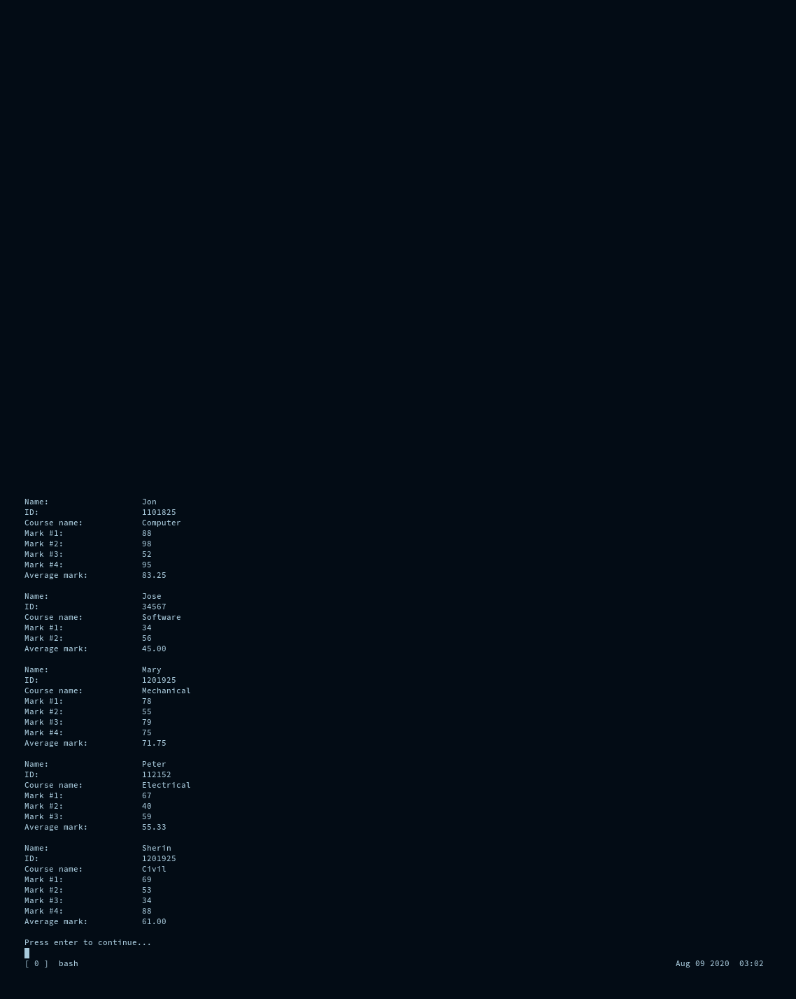 Name: Jon
ID: 1101825
Course name: Computer
Mark #1: 88
Mark #2: 98
Mark #3: 52
Mark #4: 95
Average mark: 83.25
Name: Jose
ID: 34567
Course name: Software
Mark #1: 34
Mark #2: 56
Average mark: 45.00
Name: Mary
ID: 1201925
Course name: Mechanical
Mark #1: 78
Mark #2: 55
Mark #3: 79
Mark #4: 75
Average mark: 71.75
Name: Peter
ID: 112152
Course name: Electrical
Mark #1: 67
Mark #2: 40
Mark #3: 59
Average mark: 55.33
Name: Sherin
ID: 1201925
Course name: Civil
Mark #1: 69
Mark #2: 53
Mark #3: 34
Mark #4: 88
Average mark: 61.00
Press enter to continue...
[ 0 ] bash Aug 09 2020 03:02